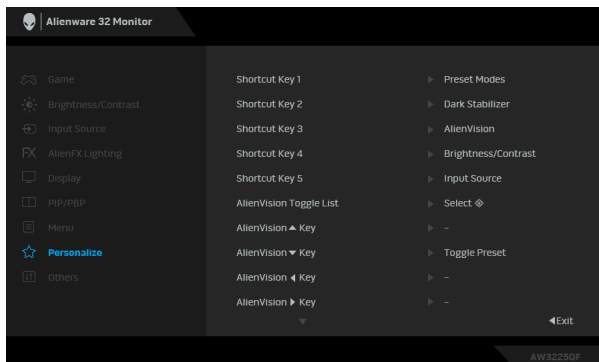 Alienware 32 Monitor
Game
Brightness/Contrast
Input Source
FX AlienFX Lighting
Display
PIP/PBP
Menu
Personalize
Others
Shortcut Key 1 Preset Modes
Shortcut Key 2 Dark Stabilizer
Shortcut Key 3 AlienVision
Shortcut Key 4 Brightness/Contrast
Shortcut Key 5 Input Source
AlienVision Toggle List Select
AlienVision ▲ Key –
AlienVision ▼ Key Toggle Preset
AlienVision ◀ Key –
AlienVision ▶ Key –
◀Exit
AW3225QF